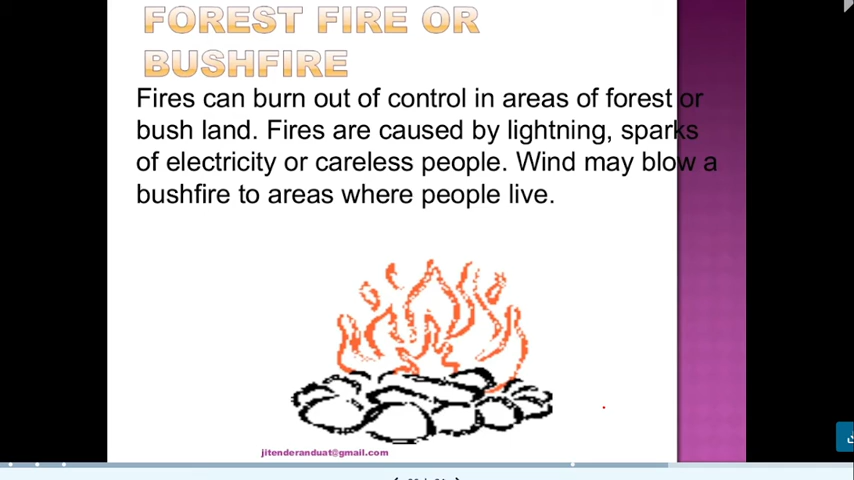 FOREST FIRE OR
BUSHFIRE
Fires can burn out of control in areas of forest or
bush land. Fires are caused by lightning, sparks
of electricity or careless people. Wind may blow a
bushfire to areas where people live.
jitenderanduat@gmail.com